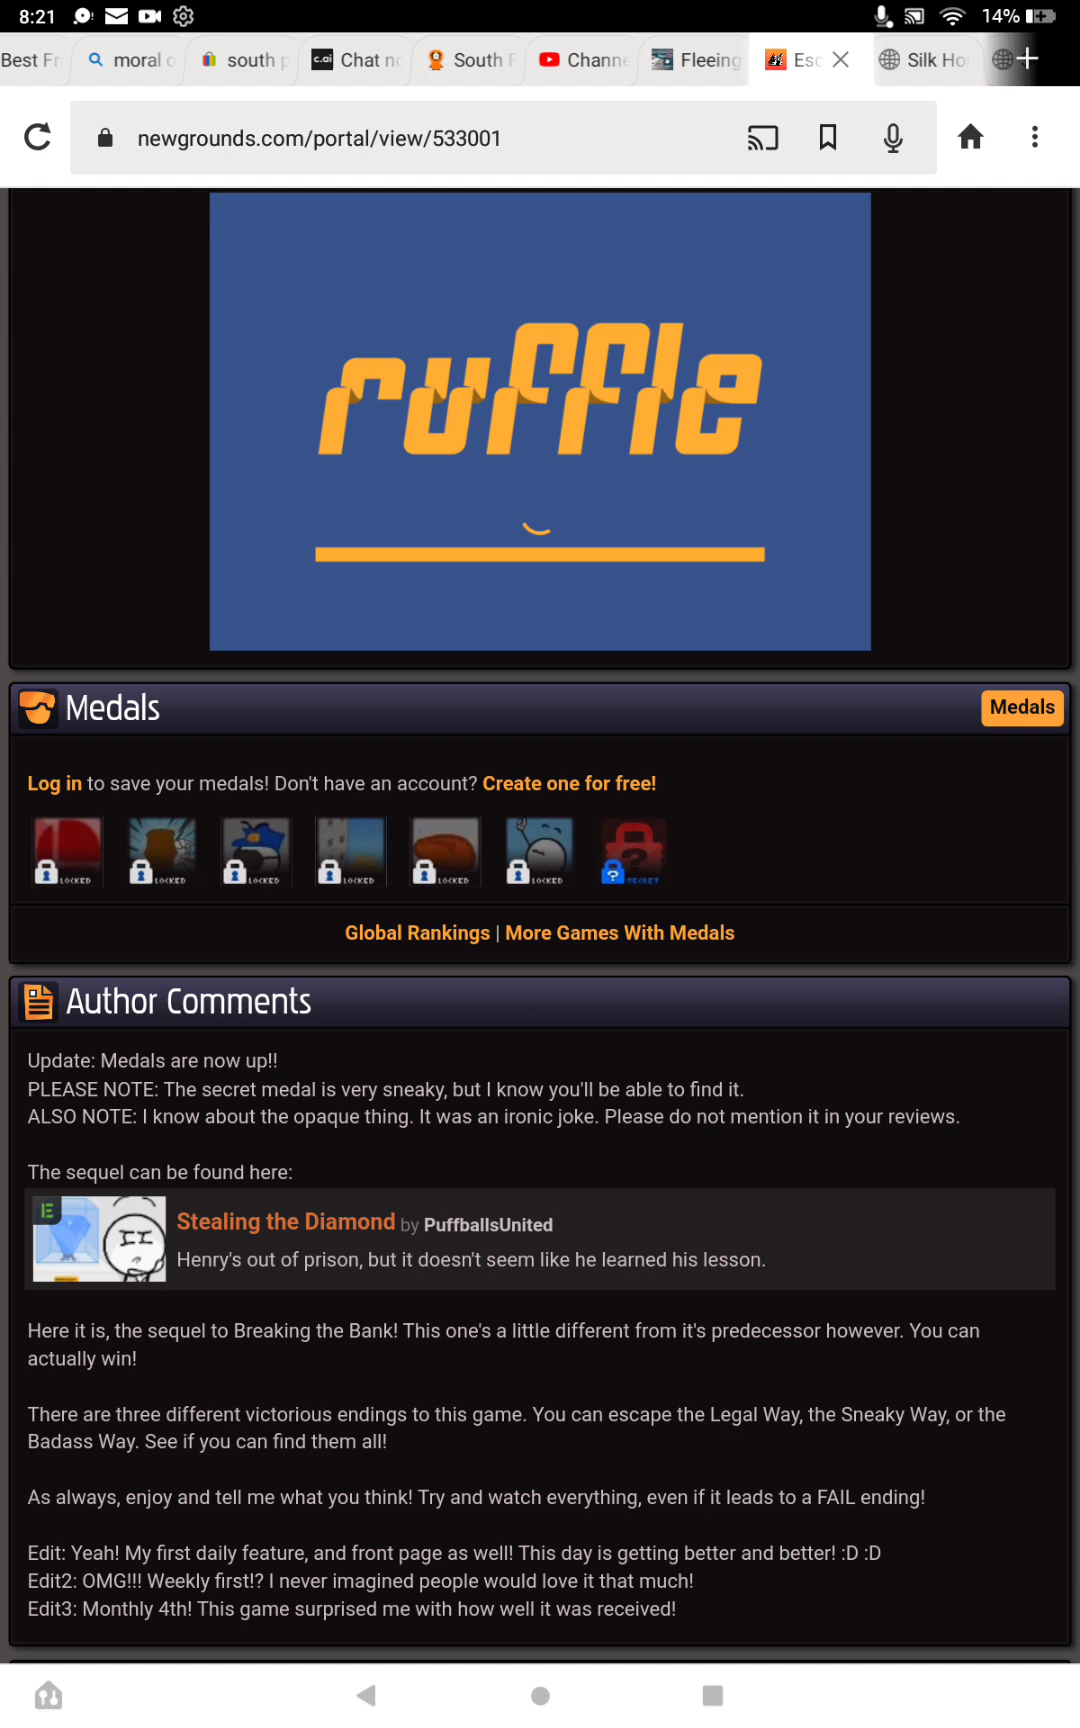 8:21
14%
Best Fr
moral o
south p
c.ai Chat no
South P
Channe
Fleeing
Esc
Silk Ho
newgrounds.com/portal/view/533001
ruffle
Medals
Medals
Log in to save your medals! Don't have an account? Create one for free!
LOCKED LOCKED LOCKED LOCKED LOCKED LOCKED SECRET
Global Rankings | More Games With Medals
Author Comments
Update: Medals are now up!!
PLEASE NOTE: The secret medal is very sneaky, but I know you'll be able to find it.
ALSO NOTE: I know about the opaque thing. It was an ironic joke. Please do not mention it in your reviews.
The sequel can be found here:
E
Stealing the Diamond by PuffballsUnited
Henry's out of prison, but it doesn't seem like he learned his lesson.
Here it is, the sequel to Breaking the Bank! This one's a little different from it's predecessor however. You can
actually win!
There are three different victorious endings to this game. You can escape the Legal Way, the Sneaky Way, or the
Badass Way. See if you can find them all!
As always, enjoy and tell me what you think! Try and watch everything, even if it leads to a FAIL ending!
Edit: Yeah! My first daily feature, and front page as well! This day is getting better and better! :D :D
Edit2: OMG!!! Weekly first!? I never imagined people would love it that much!
Edit3: Monthly 4th! This game surprised me with how well it was received!